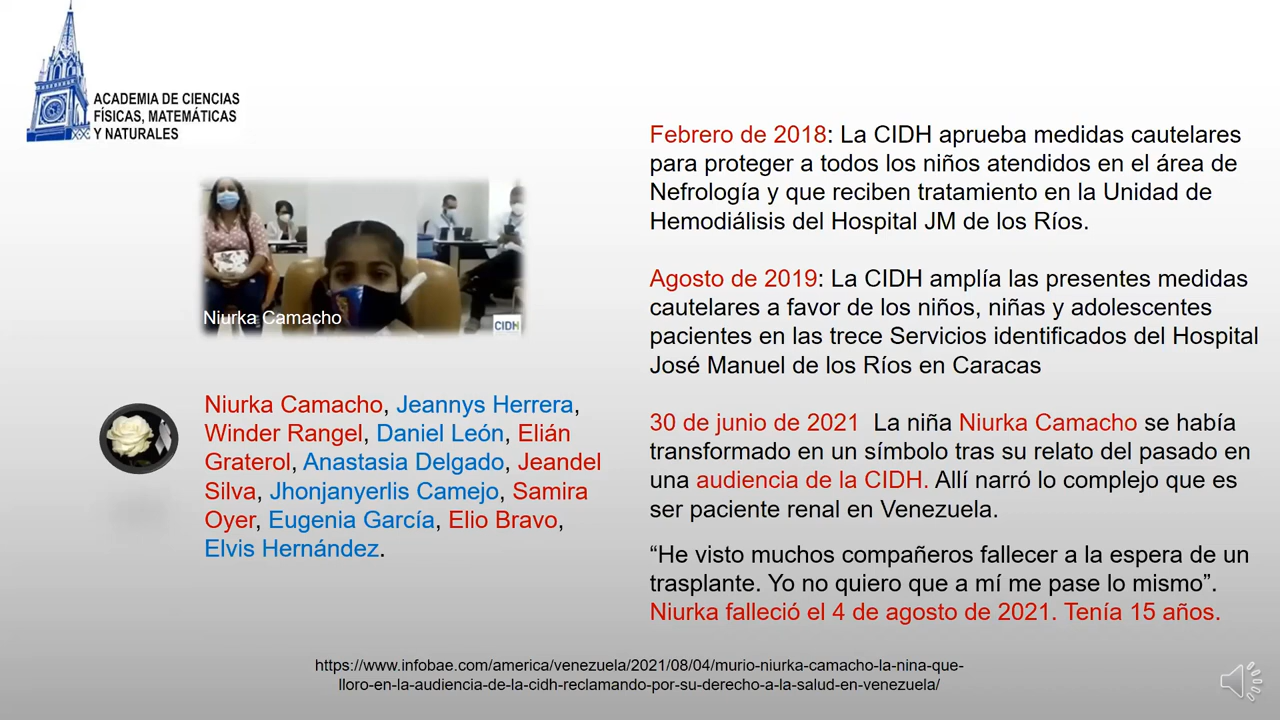 ACADEMIA DE CIENCIAS
FÍSICAS, MATEMÁTICAS
Y NATURALES
Niurka Camacho
CIDH
Niurka Camacho, Jeannys Herrera,
Winder Rangel, Daniel León, Elián
Graterol, Anastasia Delgado, Jeandel
Silva, Jhonjanyerlis Camejo, Samira
Oyer, Eugenia García, Elio Bravo,
Elvis Hernández.
Febrero de 2018: La CIDH aprueba medidas cautelares
para proteger a todos los niños atendidos en el área de
Nefrología y que reciben tratamiento en la Unidad de
Hemodiálisis del Hospital JM de los Ríos.
Agosto de 2019: La CIDH amplía las presentes medidas
cautelares a favor de los niños, niñas y adolescentes
pacientes en las trece Servicios identificados del Hospital
José Manuel de los Ríos en Caracas
30 de junio de 2021 La niña Niurka Camacho se había
transformado en un símbolo tras su relato del pasado en
una audiencia de la CIDH. Allí narró lo complejo que es
ser paciente renal en Venezuela.
“He visto muchos compañeros fallecer a la espera de un
trasplante. Yo no quiero que a mí me pase lo mismo”.
Niurka falleció el 4 de agosto de 2021. Tenía 15 años.
https://www.infobae.com/america/venezuela/2021/08/04/murio-niurka-camacho-la-nina-que-
lloro-en-la-audiencia-de-la-cidh-reclamando-por-su-derecho-a-la-salud-en-venezuela/